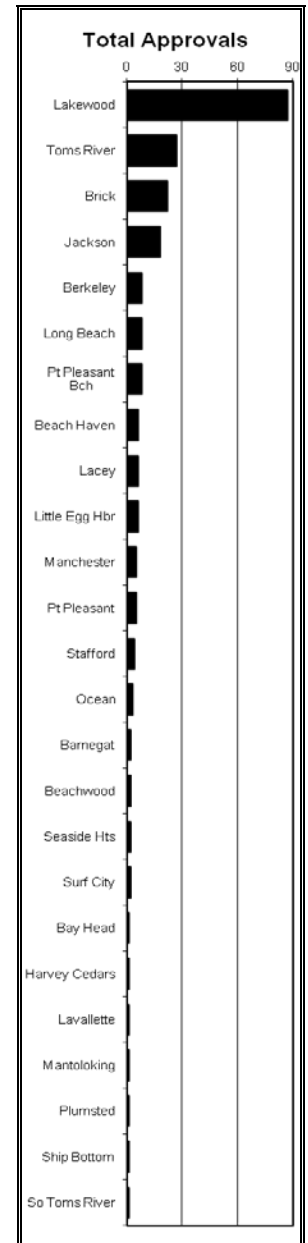 Total Approvals
0 30 60 90
Lakewood
Toms River
Brick
Jackson
Berkeley
Long Beach
Pt Pleasant
Bch
Beach Haven
Lacey
Little Egg Hbr
Manchester
Pt Pleasant
Stafford
Ocean
Barnegat
Beachwood
Seaside Hts
Surf City
Bay Head
Harvey Cedars
Lavallette
Mantoloking
Plumsted
Ship Bottom
So Toms River